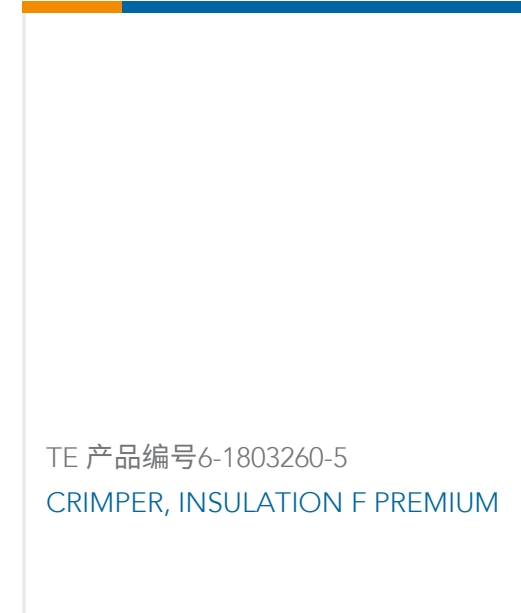 TE 产品编号6-1803260-5
CRIMPER, INSULATION F PREMIUM